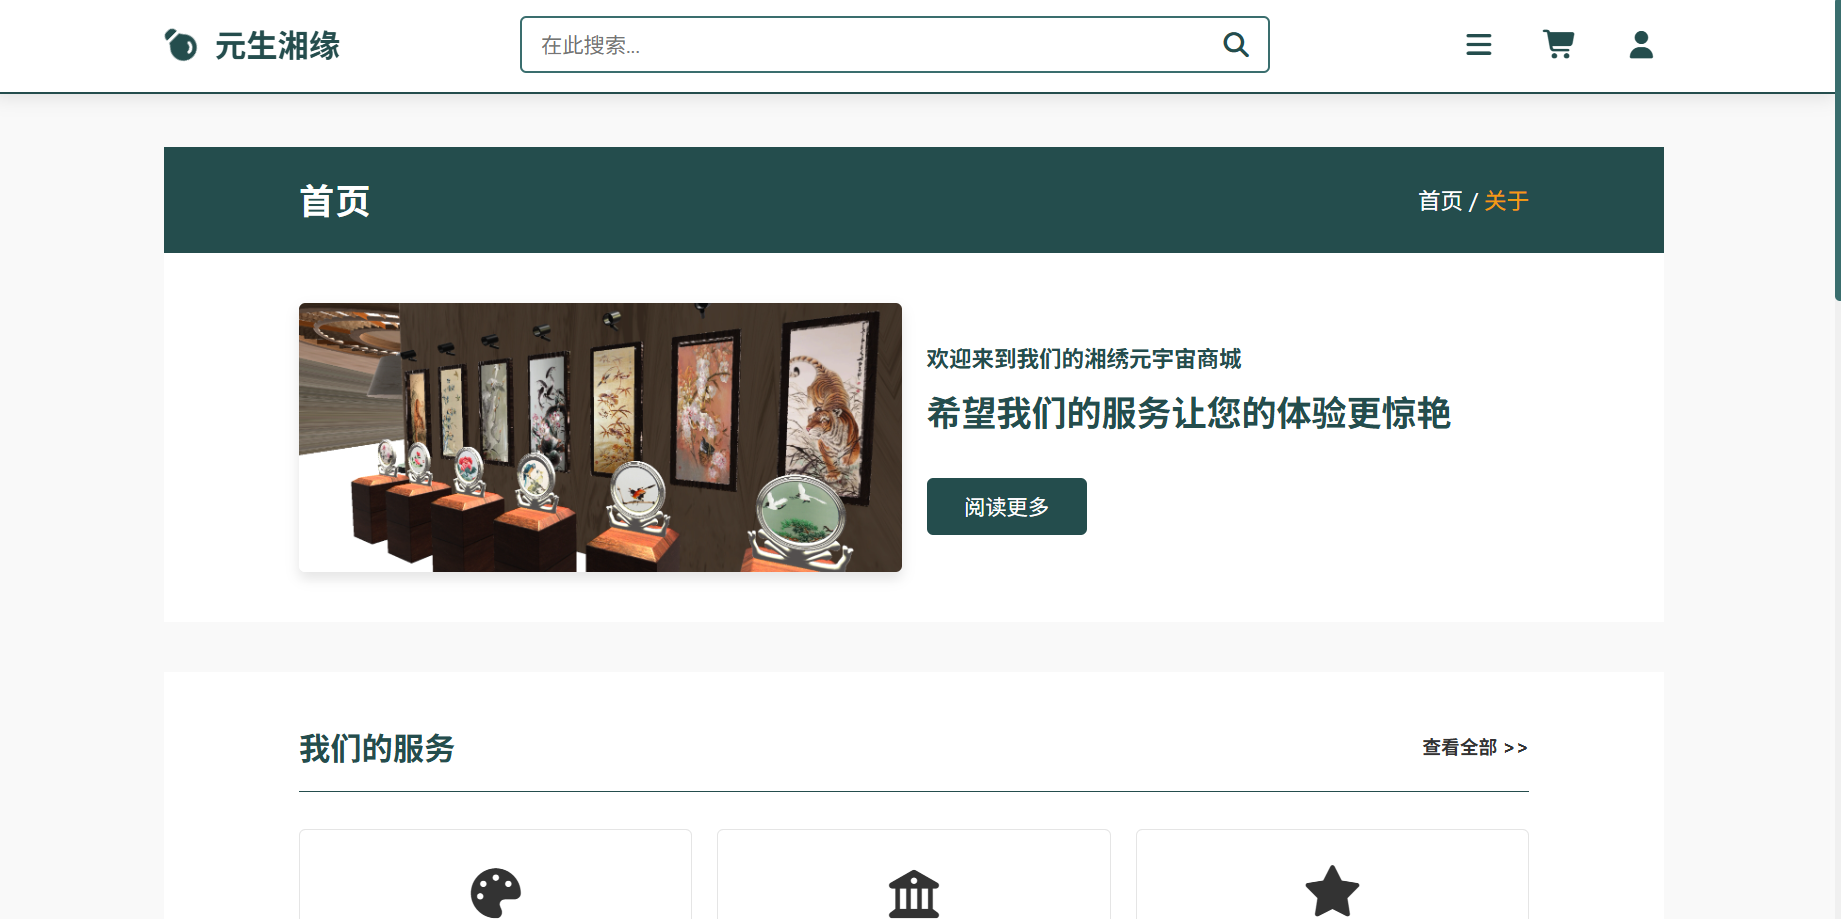 元生湘缘
在此搜索...
首页
首页 / 关于
欢迎来到我们的湘绣元宇宙商城
希望我们的服务让您的体验更惊艳
阅读更多
我们的服务
查看全部 >>